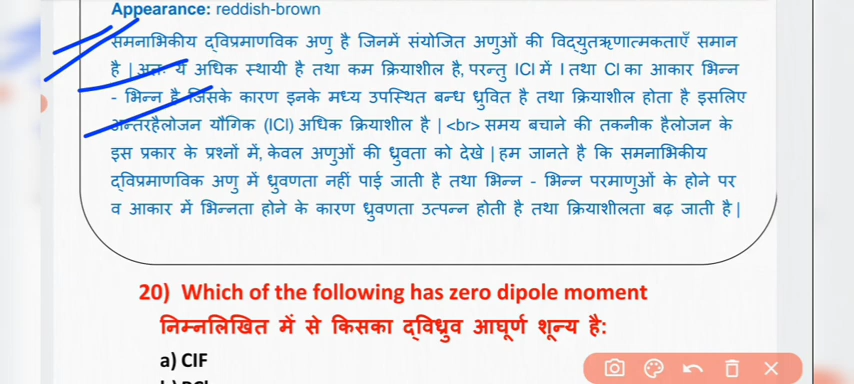 Appearance: reddish-brown
समनाभिकीय द्विप्रमाणविक अणु है जिनमें संयोजित अणुओं की विद्युतऋणात्मकताएँ समान
है | अतः ये अधिक स्थायी है तथा कम क्रियाशील है, परन्तु ICl में I तथा Cl का आकार भिन्न
- भिन्न है जिसके कारण इनके मध्य उपस्थित बन्ध ध्रुवित है तथा क्रियाशील होता है इसलिए
अन्तरहैलोजन यौगिक (ICl) अधिक क्रियाशील है | <br> समय बचाने की तकनीक हैलोजन के
इस प्रकार के प्रश्नों में, केवल अणुओं की ध्रुवता को देखे | हम जानते है कि समनाभिकीय
द्विप्रमाणविक अणु में ध्रुवणता नहीं पाई जाती है तथा भिन्न - भिन्न परमाणुओं के होने पर
व आकार में भिन्नता होने के कारण ध्रुवणता उत्पन्न होती है तथा क्रियाशीलता बढ़ जाती है |
20) Which of the following has zero dipole moment
निम्नलिखित में से किसका द्विध्रुव आघूर्ण शून्य है:
a) ClF